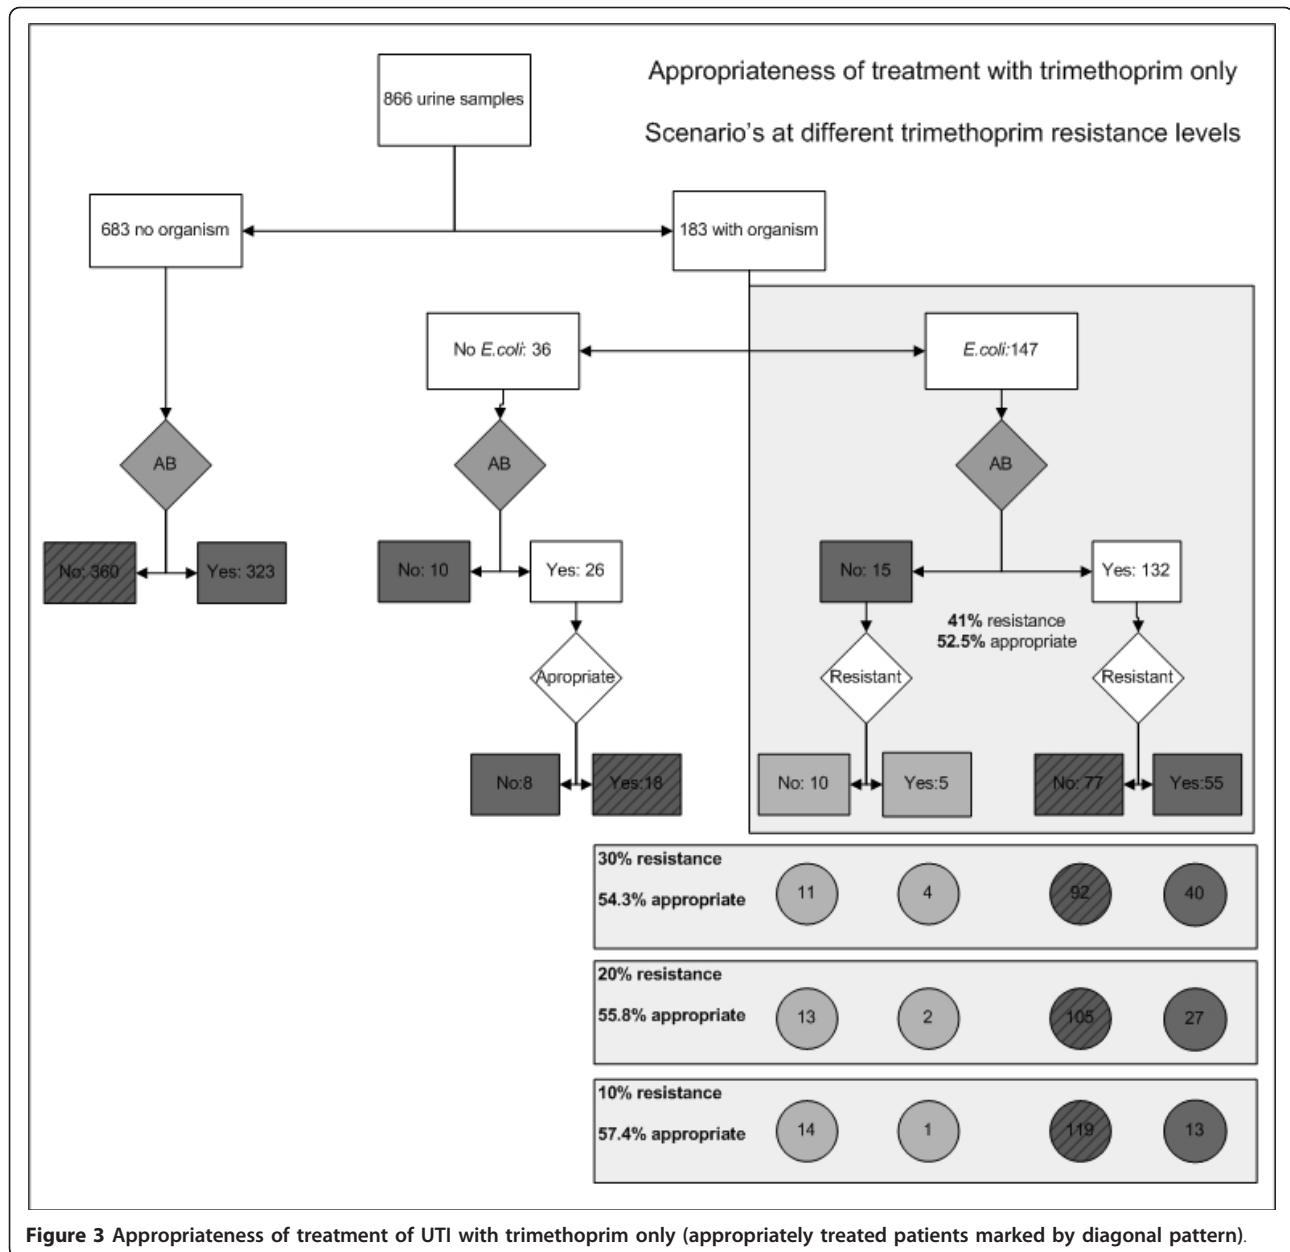 Appropriateness of treatment with trimethoprim only
866 urine samples
Scenario's at different trimethoprim resistance levels
683 no organism
183 with organism
No E.coli: 36
E.coli:147
AB
AB
AB
No: 360
Yes: 323
No: 10
Yes: 26
No: 15
Yes: 132
41% resistance
52.5% appropriate
Apropriate
Resistant
Resistant
No:8
Yes:18
No: 10
Yes:5
No: 77
Yes:55
30% resistance
54.3% appropriate
11
4
92
40
20% resistance
55.8% appropriate
13
2
105
27
10% resistance
57.4% appropriate
14
1
119
13
Figure 3 Appropriateness of treatment of UTI with trimethoprim only (appropriately treated patients marked by diagonal pattern).